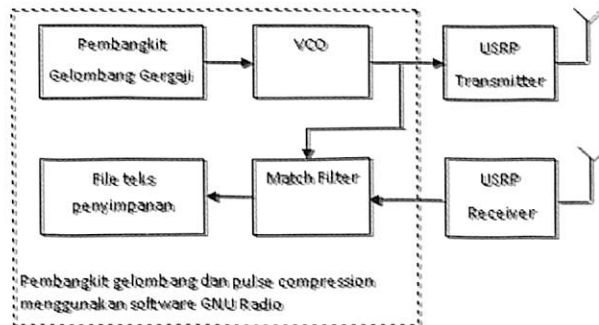 Pembangkit
Gelombang Gergaji
VCO
USRP
Transmitter
File teks
penyimpanan
Match Filter
USRP
Receiver
Pembangkit gelombang dan pulse compression
menggunakan software GNU Radio